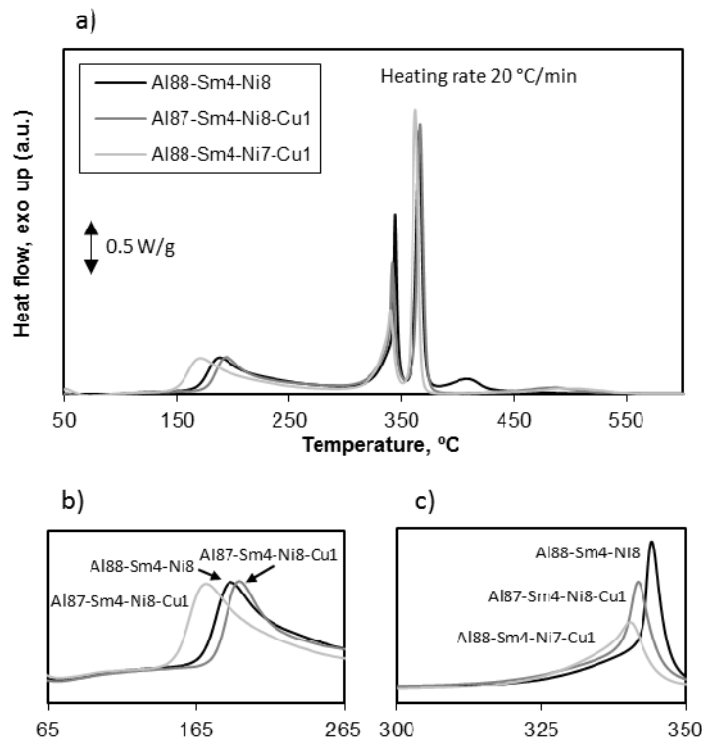 a)
Al88-Sm4-Ni8
Al87-Sm4-Ni8-Cu1
Al88-Sm4-Ni7-Cu1
Heating rate 20 °C/min
Heat flow, exo up (a.u.)
0.5 W/g
50 150 250 350 450 550
Temperature, ºC
b)
Al88-Sm4-Ni8
Al87-Sm4-Ni8-Cu1
Al87-Sm4-Ni8-Cu1
65 165 265
c)
Al88-Sm4-Ni8
Al87-Sm4-Ni8-Cu1
Al88-Sm4-Ni7-Cu1
300 325 350